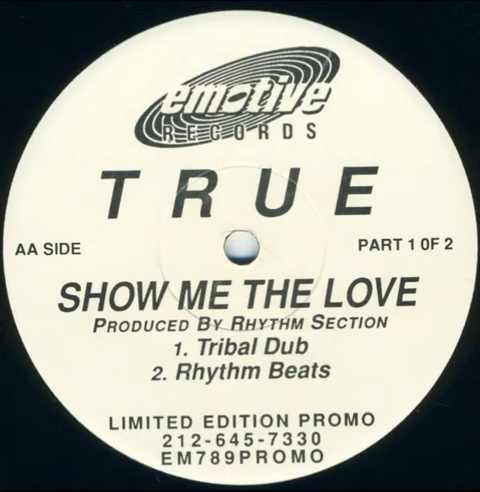 emotive
RECORDS
TRUE
AA SIDE
PART 1 OF 2
SHOW ME THE LOVE
PRODUCED BY RHYTHM SECTION
1. Tribal Dub
2. Rhythm Beats
LIMITED EDITION PROMO
212-645-7330
EM789PROMO